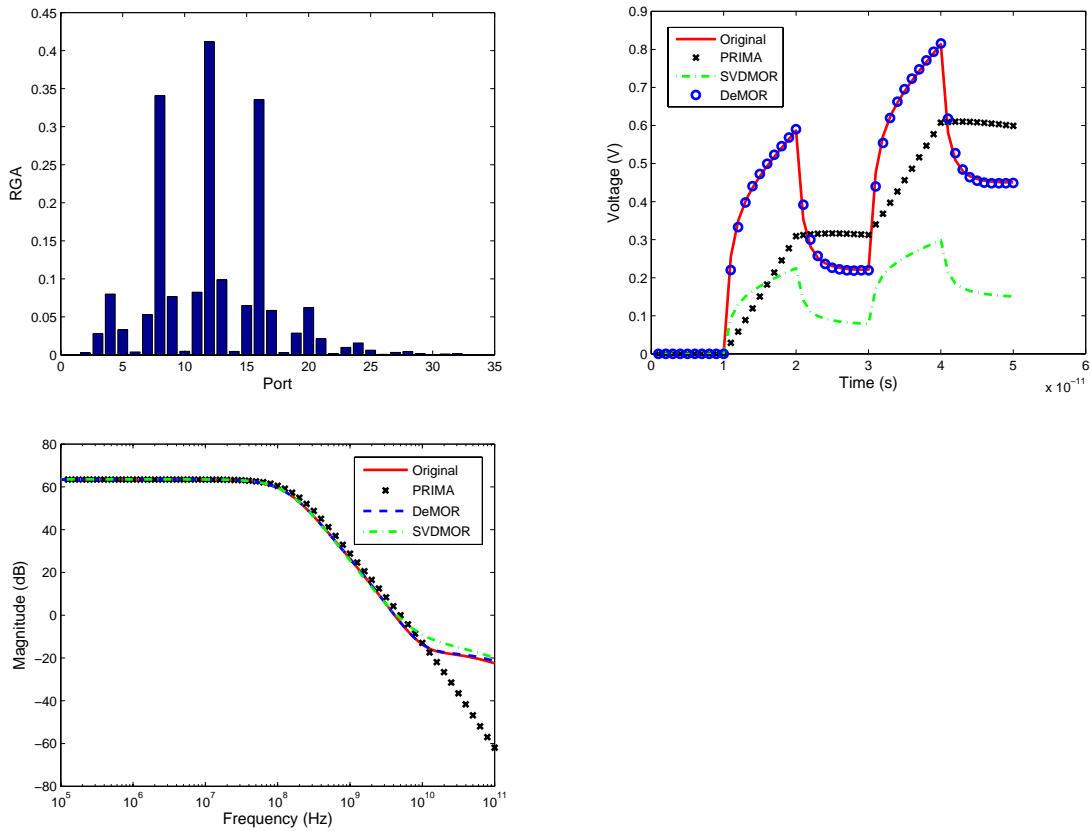 0.45
0.4
0.35
0.3
0.25
0.2
0.15
0.1
0.05
0
RGA
0 5 10 15 20 25 30 35
Port
0.9
0.8
0.7
0.6
0.5
0.4
0.3
0.2
0.1
0
Voltage (V)
Original
PRIMA
SVDMOR
DeMOR
0 1 2 3 4 5 6
Time (s)
x 10⁻¹¹
80
60
40
20
0
−20
−40
−60
−80
Magnitude (dB)
Original
PRIMA
DeMOR
SVDMOR
10⁵ 10⁶ 10⁷ 10⁸ 10⁹ 10¹⁰ 10¹¹
Frequency (Hz)